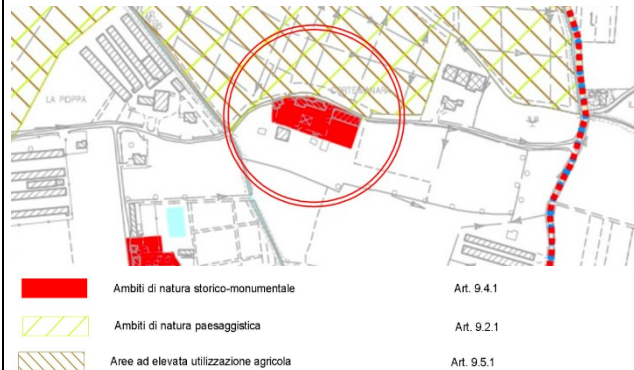 LA PIOPPA
Ambiti di natura storico-monumentale Art. 9.4.1
Ambiti di natura paesaggistica Art. 9.2.1
Aree ad elevata utilizzazione agricola Art. 9.5.1